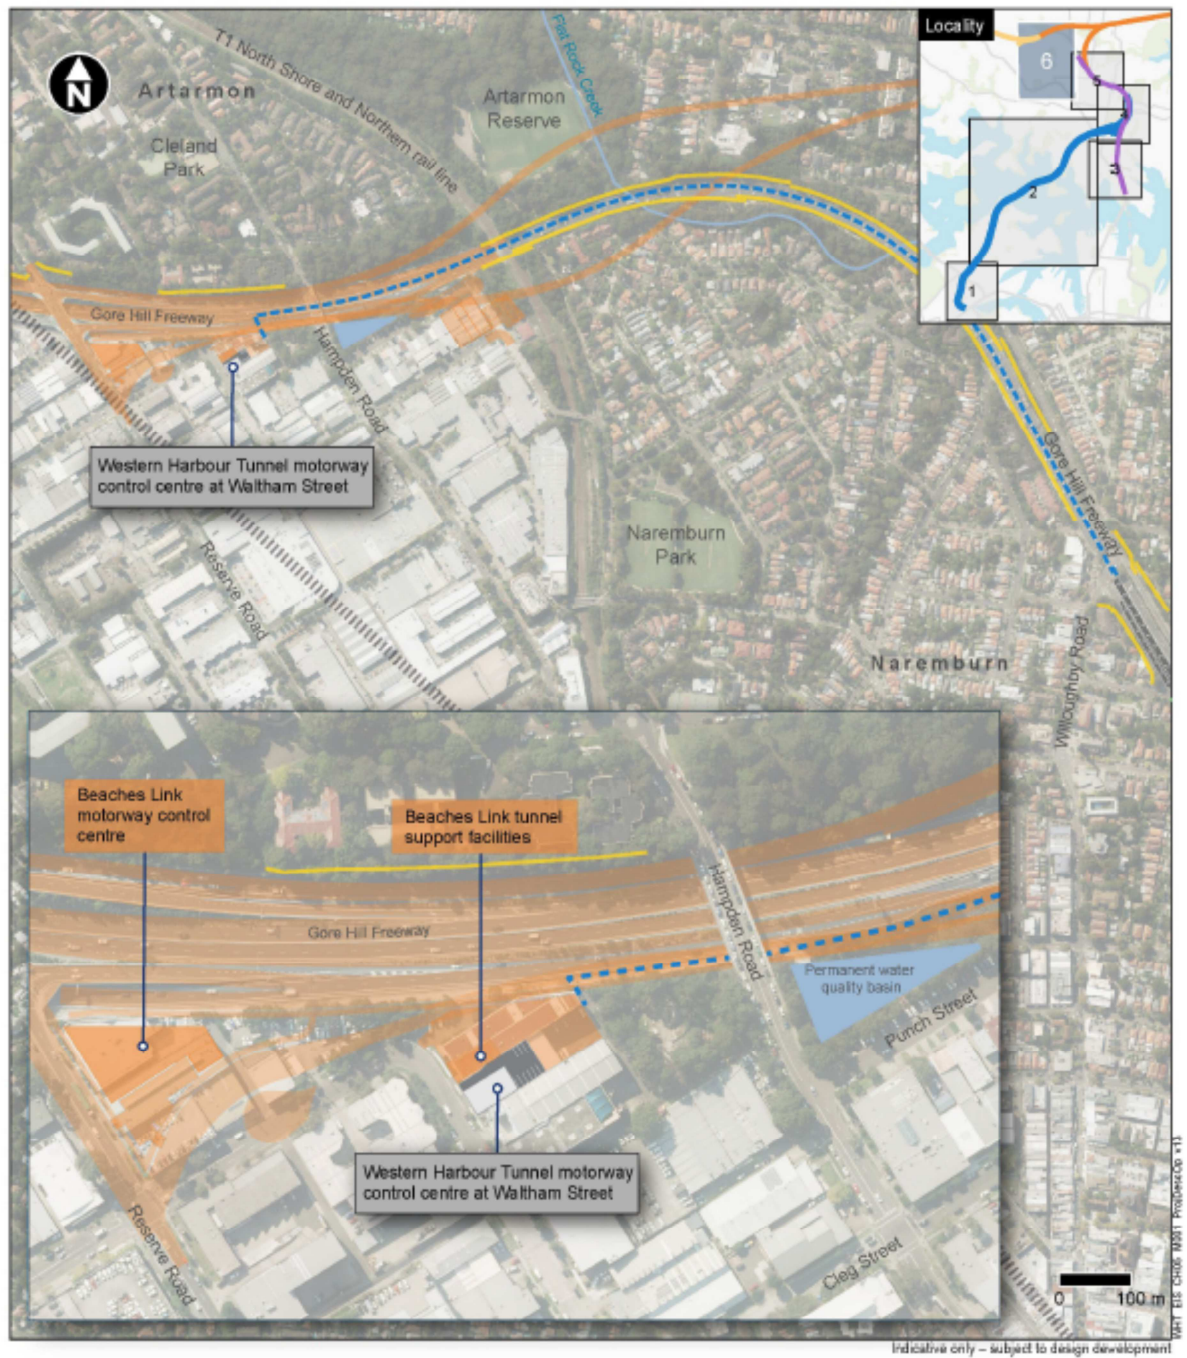 Locality
N
T1 North Shore and Northern rail line
Flat Rock Creek
6
5
4
3
2
1
Artarmon
Artarmon
Reserve
Cleland
Park
Gore Hill Freeway
Hampden Road
Western Harbour Tunnel motorway
control centre at Waltham Street
Reserve Road
Naremburn
Park
Gore Hill Freeway
Naremburn
Willoughby Road
Beaches Link
motorway control
centre
Beaches Link tunnel
support facilities
Gore Hill Freeway
Hampden Road
Permanent water
quality basin
Punch Street
Western Harbour Tunnel motorway
control centre at Waltham Street
Reserve Road
Cleg Street
0 100 m
WHT_EIS_CH05_M001_ProjDescOp_v13
Indicative only – subject to design development